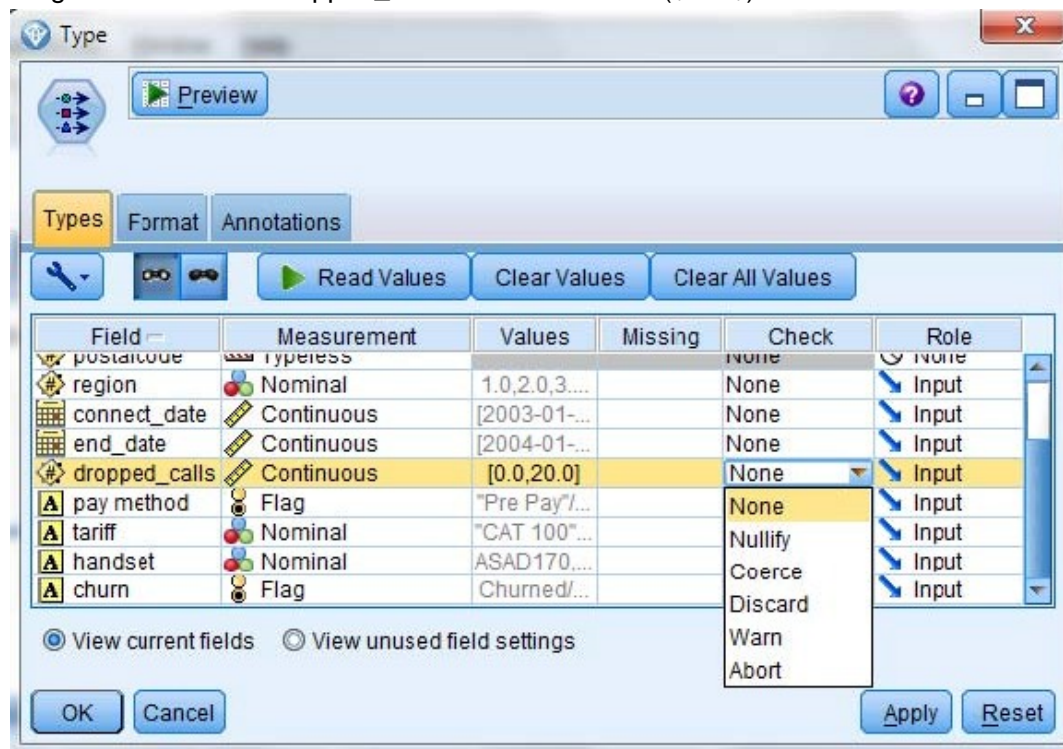 Type
Preview
Types Format Annotations
Read Values Clear Values Clear All Values
Field Measurement Values Missing Check Role
postalcode Typeless None None
region Nominal 1.0,2.0,3.... None Input
connect_date Continuous [2003-01-... None Input
end_date Continuous [2004-01-... None Input
dropped_calls Continuous [0.0,20.0] None Input
pay method Flag "Pre Pay"/... Input
tariff Nominal "CAT 100"... Input
handset Nominal ASAD170,... Input
churn Flag Churned/... Input
None
Nullify
Coerce
Discard
Warn
Abort
View current fields View unused field settings
OK Cancel Apply Reset